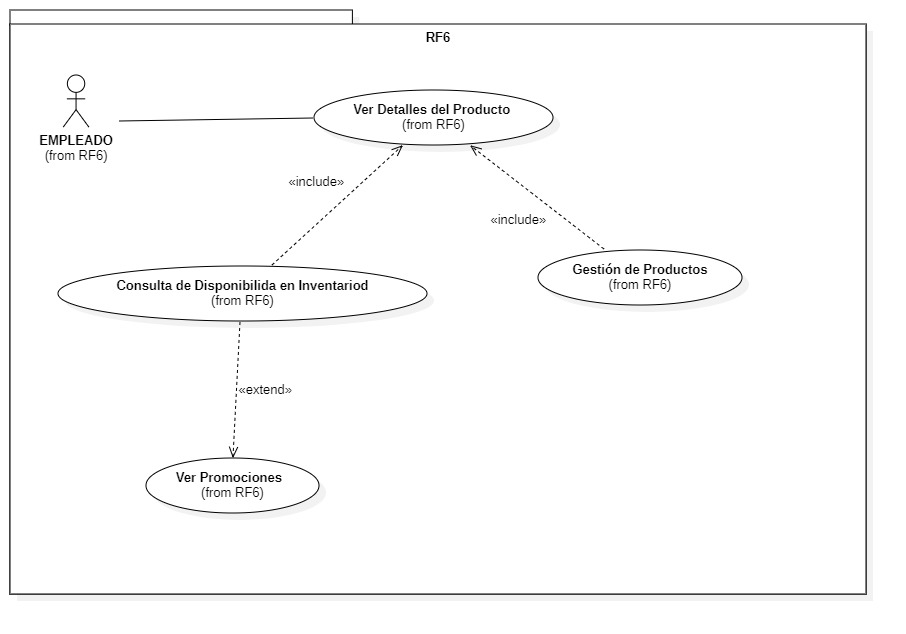 RF6
EMPLEADO
(from RF6)
Ver Detalles del Producto
(from RF6)
«include»
«include»
Consulta de Disponibilida en Inventariod
(from RF6)
Gestión de Productos
(from RF6)
«extend»
Ver Promociones
(from RF6)